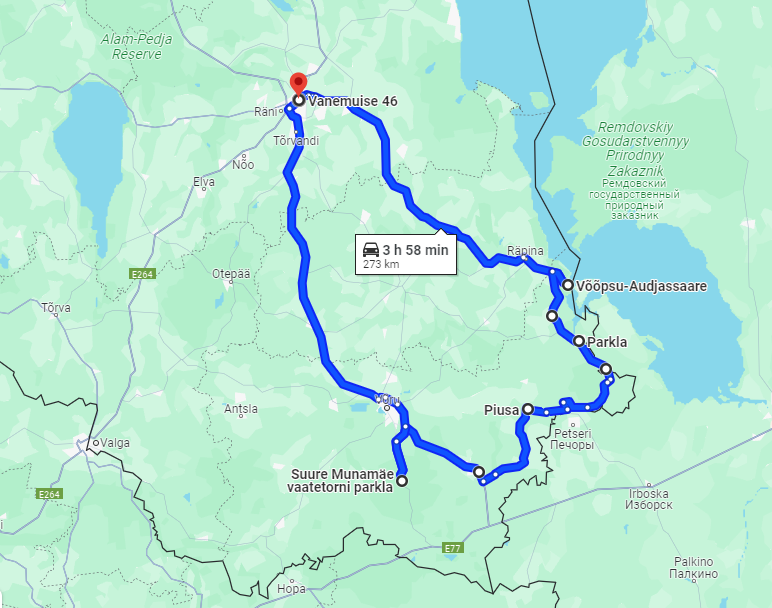 Alam-Pedja
Reserve
Räni
Vanemuise 46
Tõrvandi
Nõo
Elva
Remdovskiy
Gosudarstvennyy
Prirodnyy
Zakaznik
Ремдовский
государственный
природный
заказник
3 h 58 min
273 km
Räpina
Otepää
E264
Võõpsu-Audjassaare
Tõrva
Parkla
Antsla
Võru
Piusa
Petseri
Печоры
Valga
Suure Munamäe
vaatetorni parkla
E264
Irboska
Изборск
E77
Palkino
Палкино
Hopa